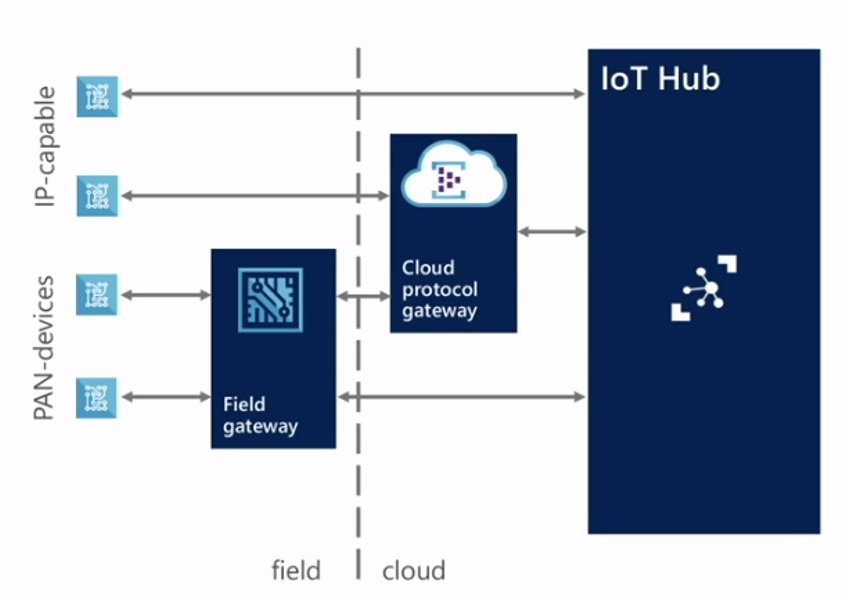 IoT Hub
IP-capable
Cloud
protocol
gateway
PAN-devices
Field
gateway
field
cloud